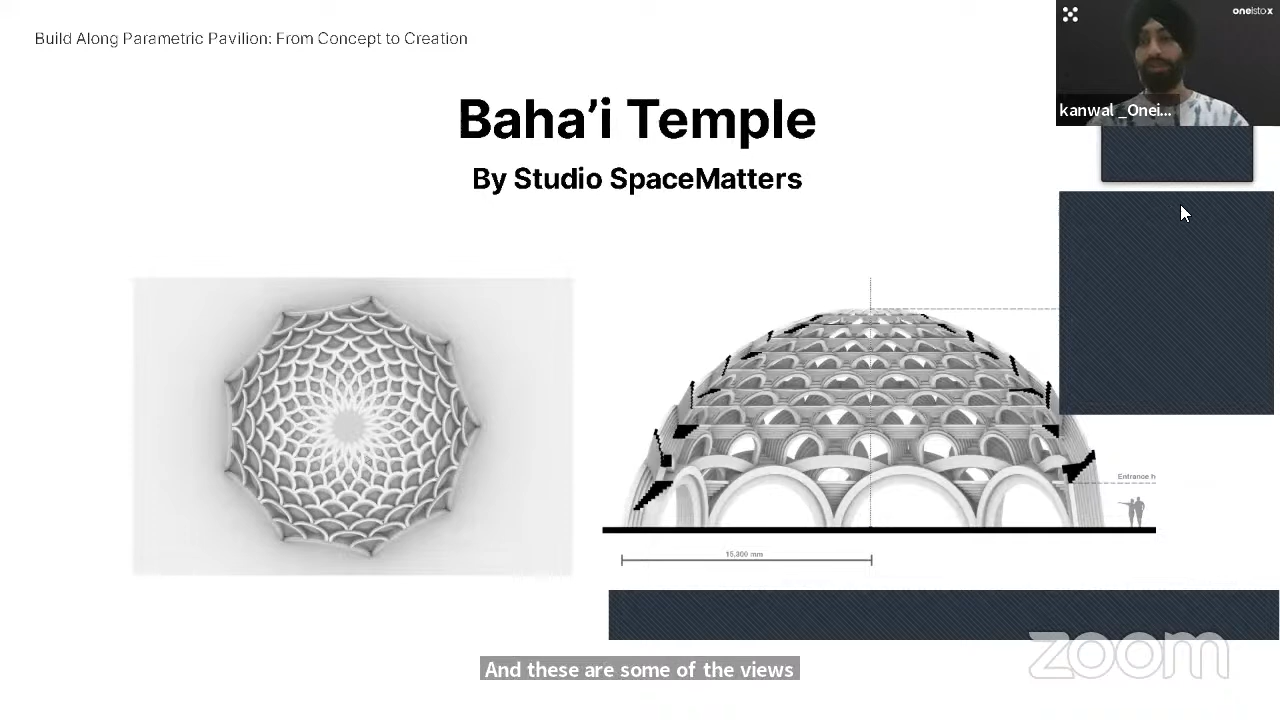 Build Along Parametric Pavilion: From Concept to Creation
oneistox
kanwal _Onei...
Baha’i Temple
By Studio SpaceMatters
Entrance h
15,300 mm
zoom
And these are some of the views